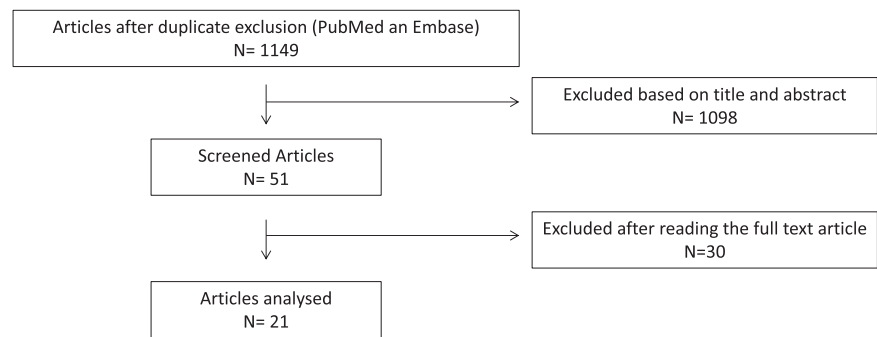 Articles after duplicate exclusion (PubMed an Embase)
N= 1149
Excluded based on title and abstract
N= 1098
Screened Articles
N= 51
Excluded after reading the full text article
N=30
Articles analysed
N= 21